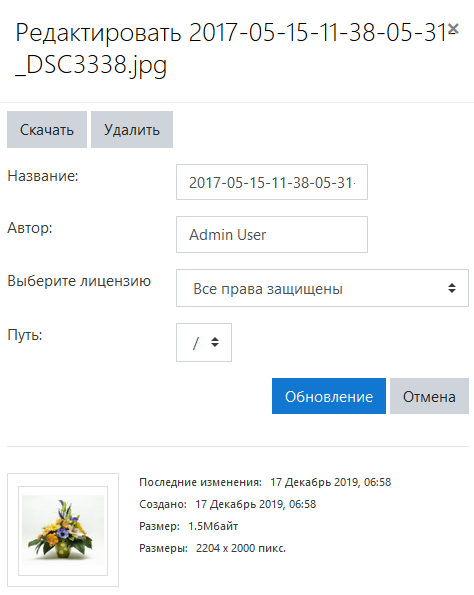 Редактировать 2017-05-15-11-38-05-31-
_DSC3338.jpg
×
Скачать Удалить
Название: 2017-05-15-11-38-05-31-
Автор: Admin User
Выберите лицензию Все права защищены
Путь: /
Обновление Отмена
Последние изменения: 17 Декабрь 2019, 06:58
Создано: 17 Декабрь 2019, 06:58
Размер: 1.5Мбайт
Размеры: 2204 x 2000 пикс.